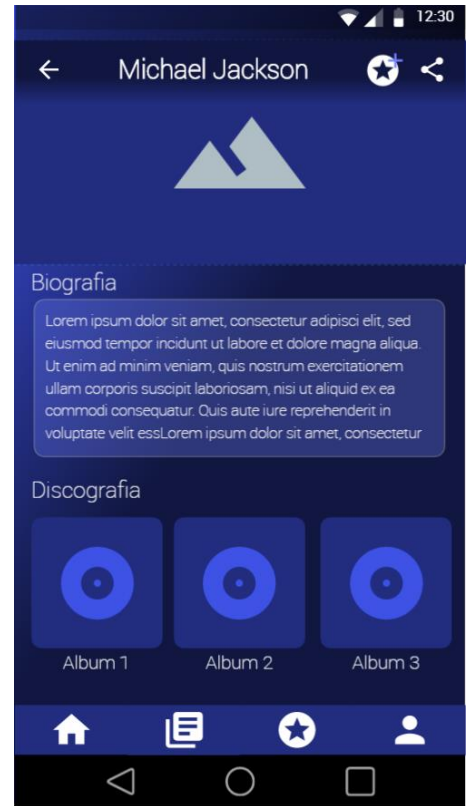 12:30
Michael Jackson
Biografia
Lorem ipsum dolor sit amet, consectetur adipisci elit, sed
eiusmod tempor incidunt ut labore et dolore magna aliqua.
Ut enim ad minim veniam, quis nostrum exercitationem
ullam corporis suscipit laboriosam, nisi ut aliquid ex ea
commodi consequatur. Quis aute iure reprehenderit in
voluptate velit essLorem ipsum dolor sit amet, consectetur
Discografia
Album 1
Album 2
Album 3